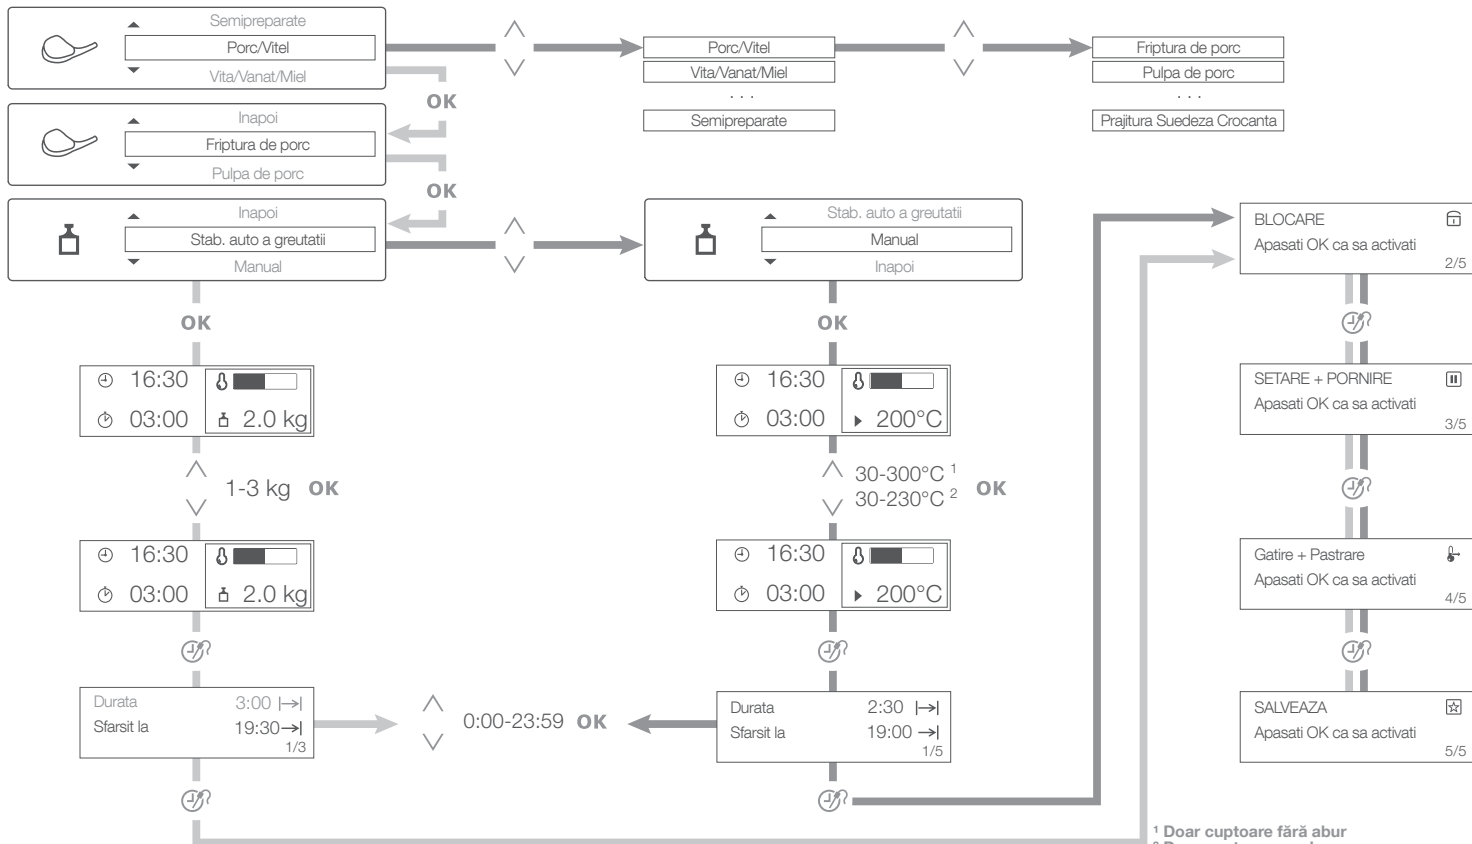 Semipreparate
Porc/Vitel
Vita/Vanat/Miel
OK
Inapoi
Friptura de porc
Pulpa de porc
OK
Inapoi
Stab. auto a greutatii
Manual
OK
16:30
03:00 2.0 kg
1-3 kg OK
16:30
03:00 2.0 kg
Durata 3:00
Sfarsit la 19:30
1/3
Porc/Vitel
Vita/Vanat/Miel
. . .
Semipreparate
Friptura de porc
Pulpa de porc
. . .
Prajitura Suedeza Crocanta
Stab. auto a greutatii
Manual
Inapoi
OK
16:30
03:00 200°C
30-300°C 1
30-230°C 2
OK
16:30
03:00 200°C
0:00-23:59 OK
Durata 2:30
Sfarsit la 19:00
1/5
BLOCARE
Apasati OK ca sa activati
2/5
SETARE + PORNIRE
Apasati OK ca sa activati
3/5
Gatire + Pastrare
Apasati OK ca sa activati
4/5
SALVEAZA
Apasati OK ca sa activati
5/5
1 Doar cuptoare fără abur